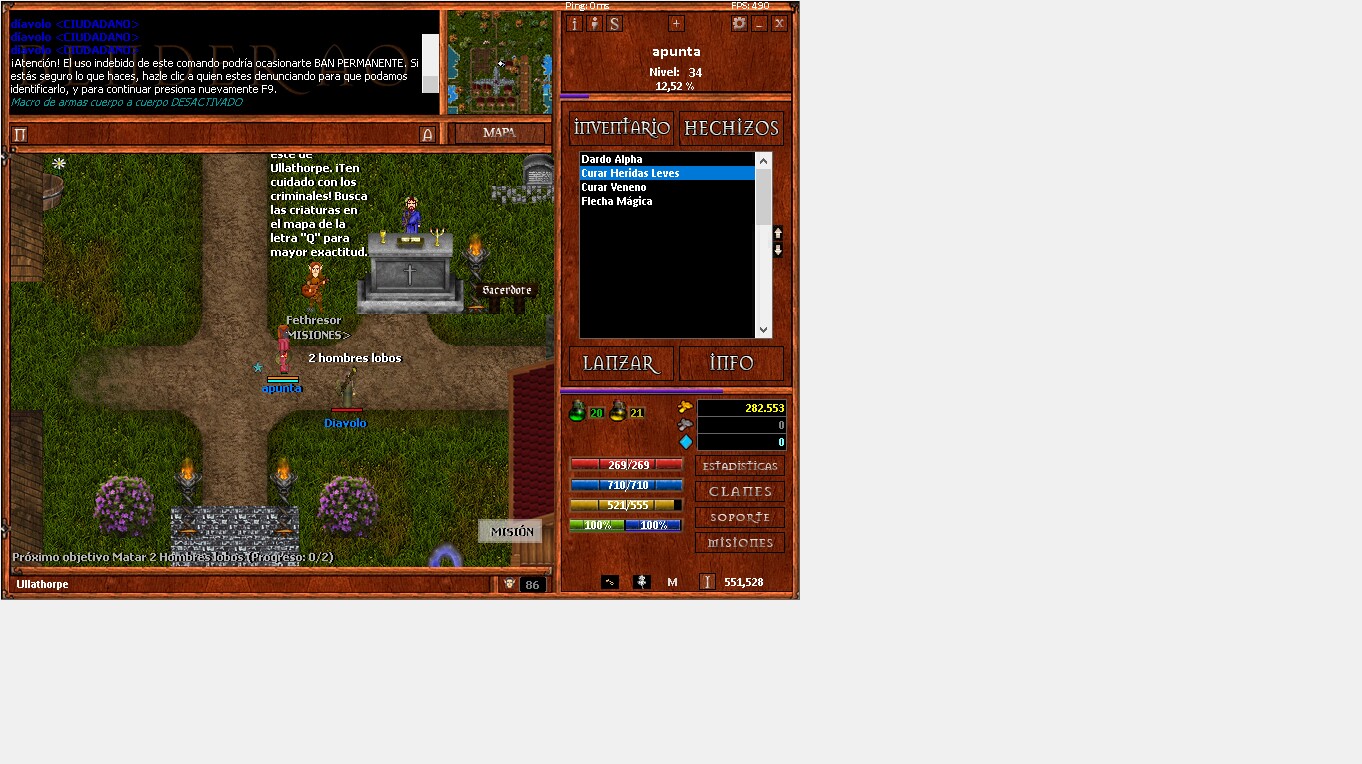 Ping: 0ms
FPS: 490
diavolo <CIUDADANO>
diavolo <CIUDADANO>
diavolo <CIUDADANO>
¡Atención! El uso indebido de este comando podría ocasionarte BAN PERMANENTE. Si
estás seguro lo que haces, hazle clic a quien estes denunciando para que podamos
identificarlo, y para continuar presiona nuevamente F9.
Macro de armas cuerpo a cuerpo DESACTIVADO
MAPA
S
+
_
X
apunta
Nivel: 34
12,52 %
INVENTARIO
HECHIZOS
Dardo Alpha
Curar Heridas Leves
Curar Veneno
Flecha Mágica
LANZAR
INFO
este de
Ullathorpe. ¡Ten
cuidado con los
criminales! Busca
las criaturas en
el mapa de la
letra "Q" para
mayor exactitud.
Sacerdote
Fethresor
MISIONES>
2 hombres lobos
apunta
Diavolo
MISIÓN
Próximo objetivo Matar 2 Hombres lobos (Progreso: 0/2)
Ullathorpe
86
20
21
282.553
0
0
269/269
710/710
521/555
100%
100%
ESTADÍSTICAS
CLANES
SOPORTE
MISIONES
M
551,528